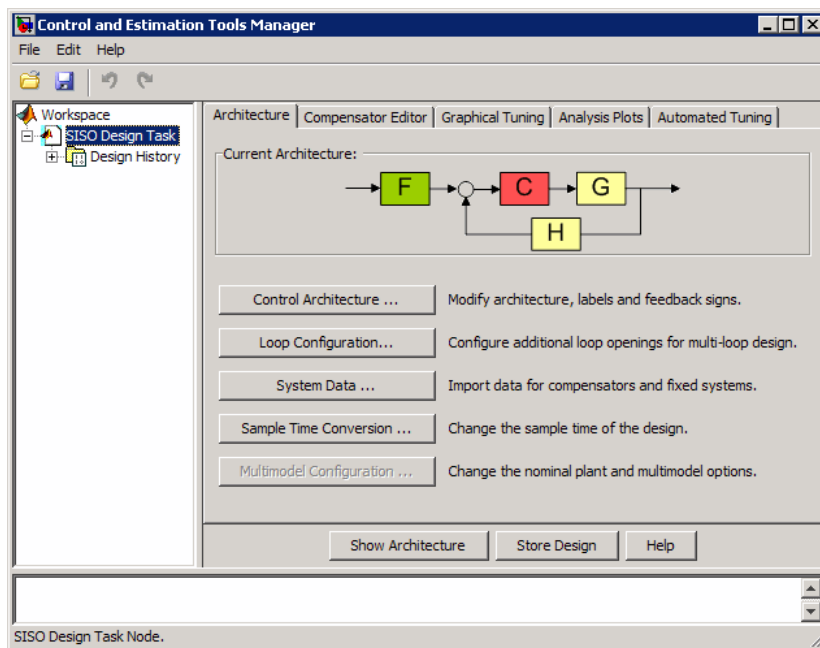 Control and Estimation Tools Manager
File Edit Help
Workspace
SISO Design Task
Design History
Architecture Compensator Editor Graphical Tuning Analysis Plots Automated Tuning
Current Architecture:
F C G
H
Control Architecture ... Modify architecture, labels and feedback signs.
Loop Configuration... Configure additional loop openings for multi-loop design.
System Data ... Import data for compensators and fixed systems.
Sample Time Conversion ... Change the sample time of the design.
Multimodel Configuration ... Change the nominal plant and multimodel options.
Show Architecture Store Design Help
SISO Design Task Node.